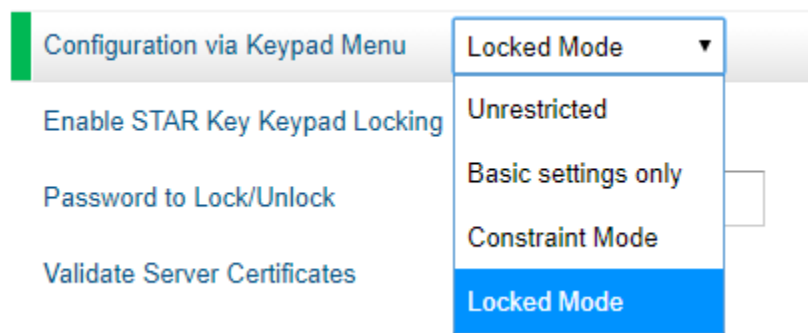 Configuration via Keypad Menu Locked Mode
Unrestricted
Enable STAR Key Keypad Locking
Basic settings only
Password to Lock/Unlock
Constraint Mode
Validate Server Certificates
Locked Mode